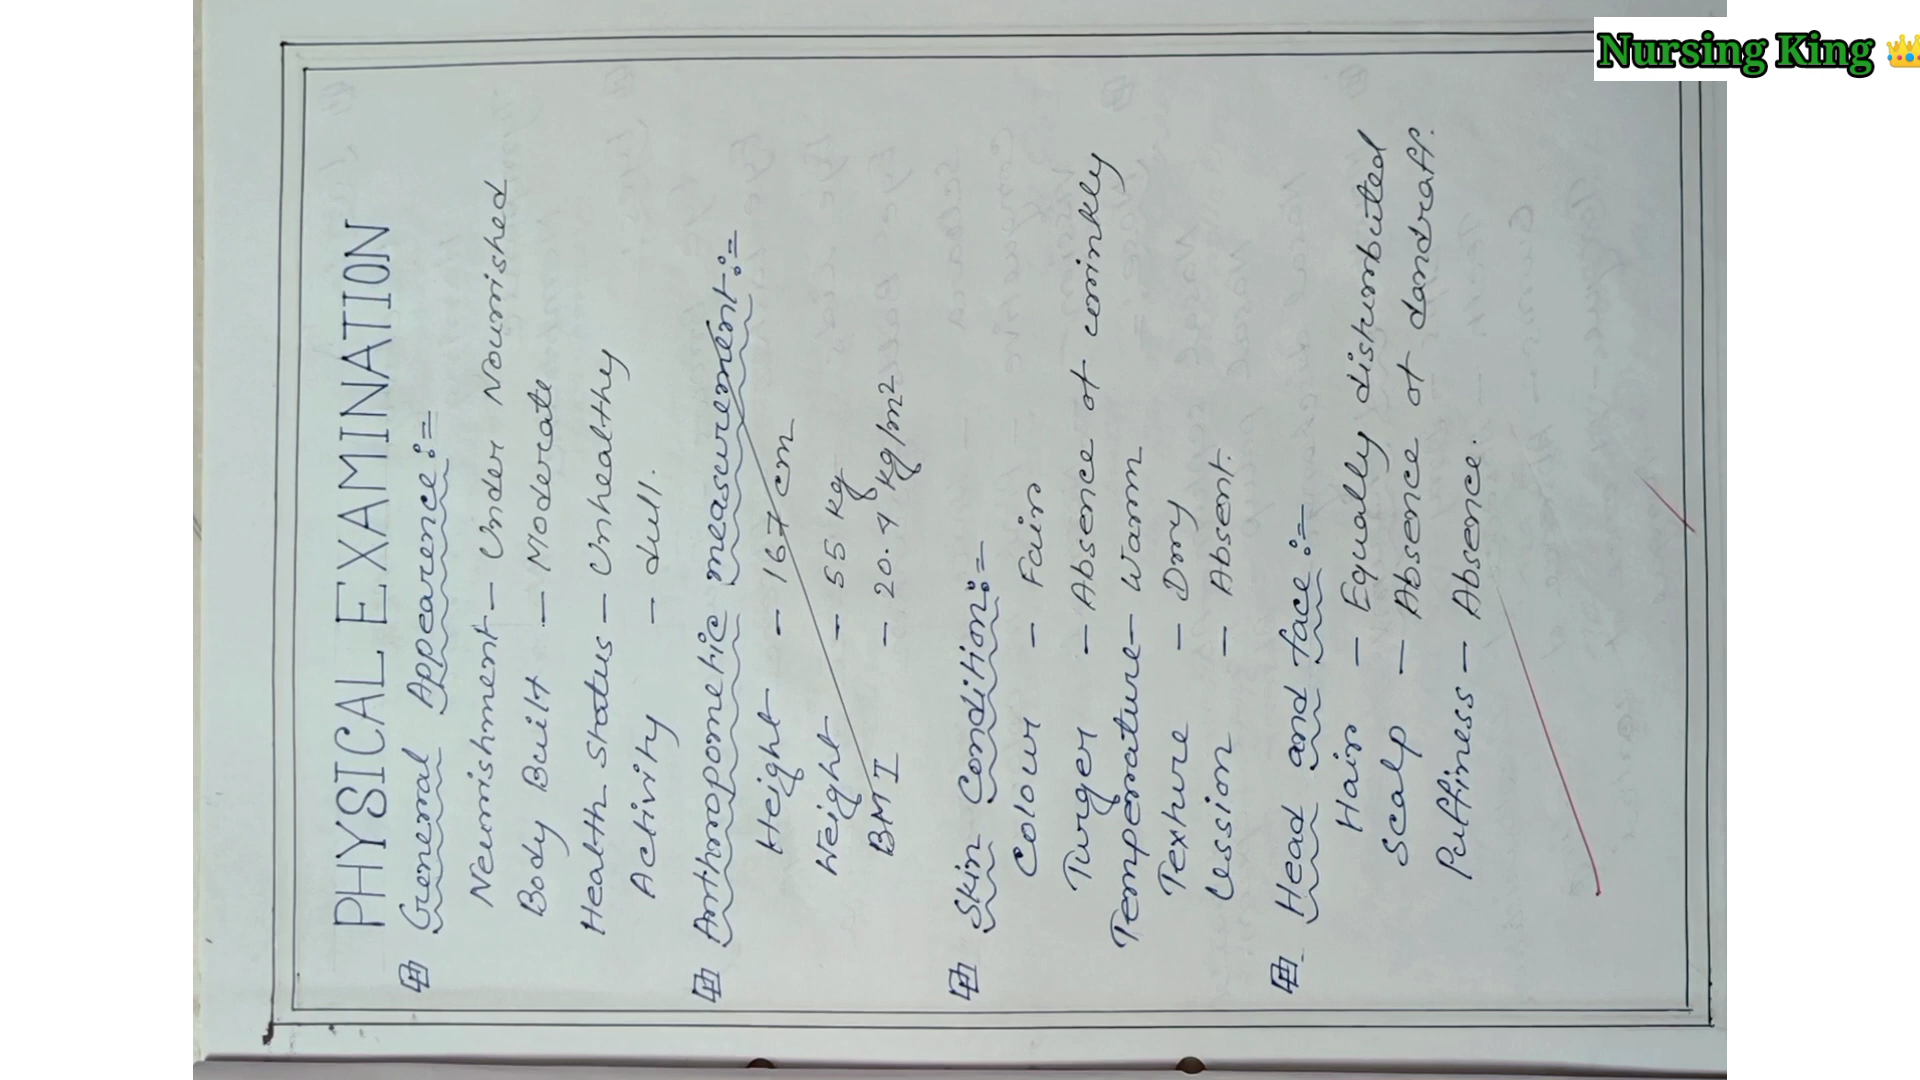 Nursing King 👑
PHYSICAL EXAMINATION
General Appearence :=
Neurishment - Under Nourished
Body Built - Moderate
Health Status - Unhealthy
Activity - dull.
Anthropometic measurement :=
Height - 167 cm
Weight - 55 kg
BMI - 20.4 kg/m2
Skin Condition :=
Colour - Fair
Turger - Absence of wrinkly
Temperature - Warm
Texture - Dry
Lession - Absent.
Head and face :=
Hair - Equally distributed
Scalp - Absence of dandraff.
Puffiness - Absence.